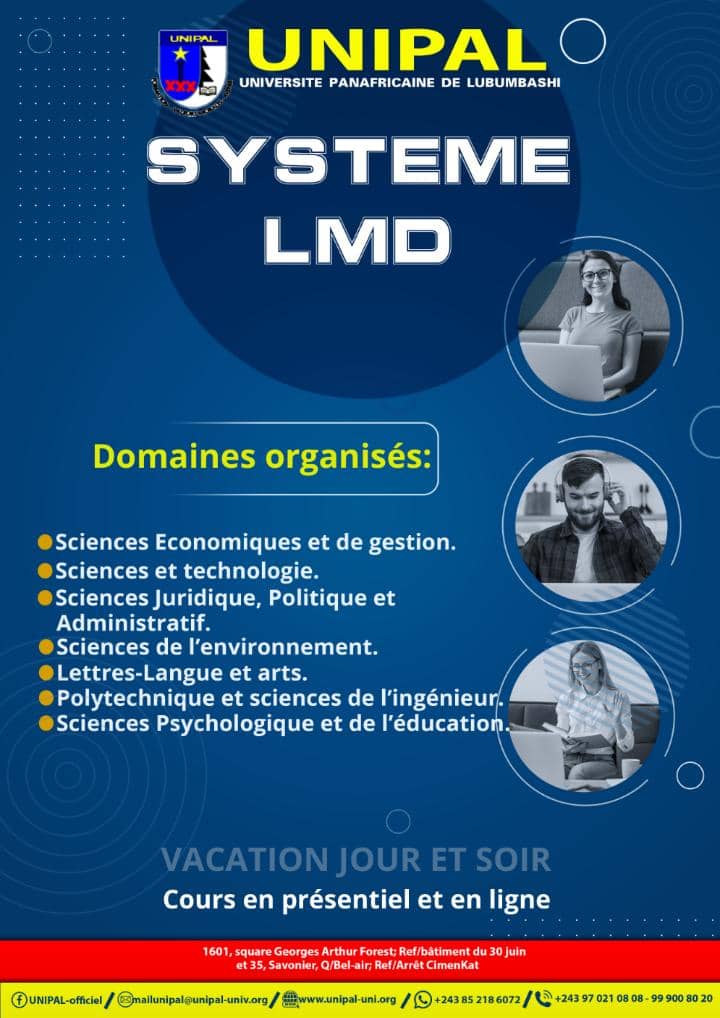 UNIPAL
UNIPAL
UNIVERSITE PANAFRICAINE DE LUBUMBASHI
SYSTEME
LMD
Domaines organisés:
Sciences Economiques et de gestion.
Sciences et technologie.
Sciences Juridique, Politique et
Administratif.
Sciences de l’environnement.
Lettres-Langue et arts.
Polytechnique et sciences de l’ingénieur.
Sciences Psychologique et de l’éducation.
VACATION JOUR ET SOIR
Cours en présentiel et en ligne
1601, square Georges Arthur Forest; Ref/bâtiment du 30 juin
et 35, Savonier, Q/Bel-air; Ref/Arrêt CimenKat
UNIPAL-officiel / mailunipal@unipal-univ.org / www.unipal-uni.org / +243 85 218 6072 / +243 97 021 08 08 - 99 900 80 20